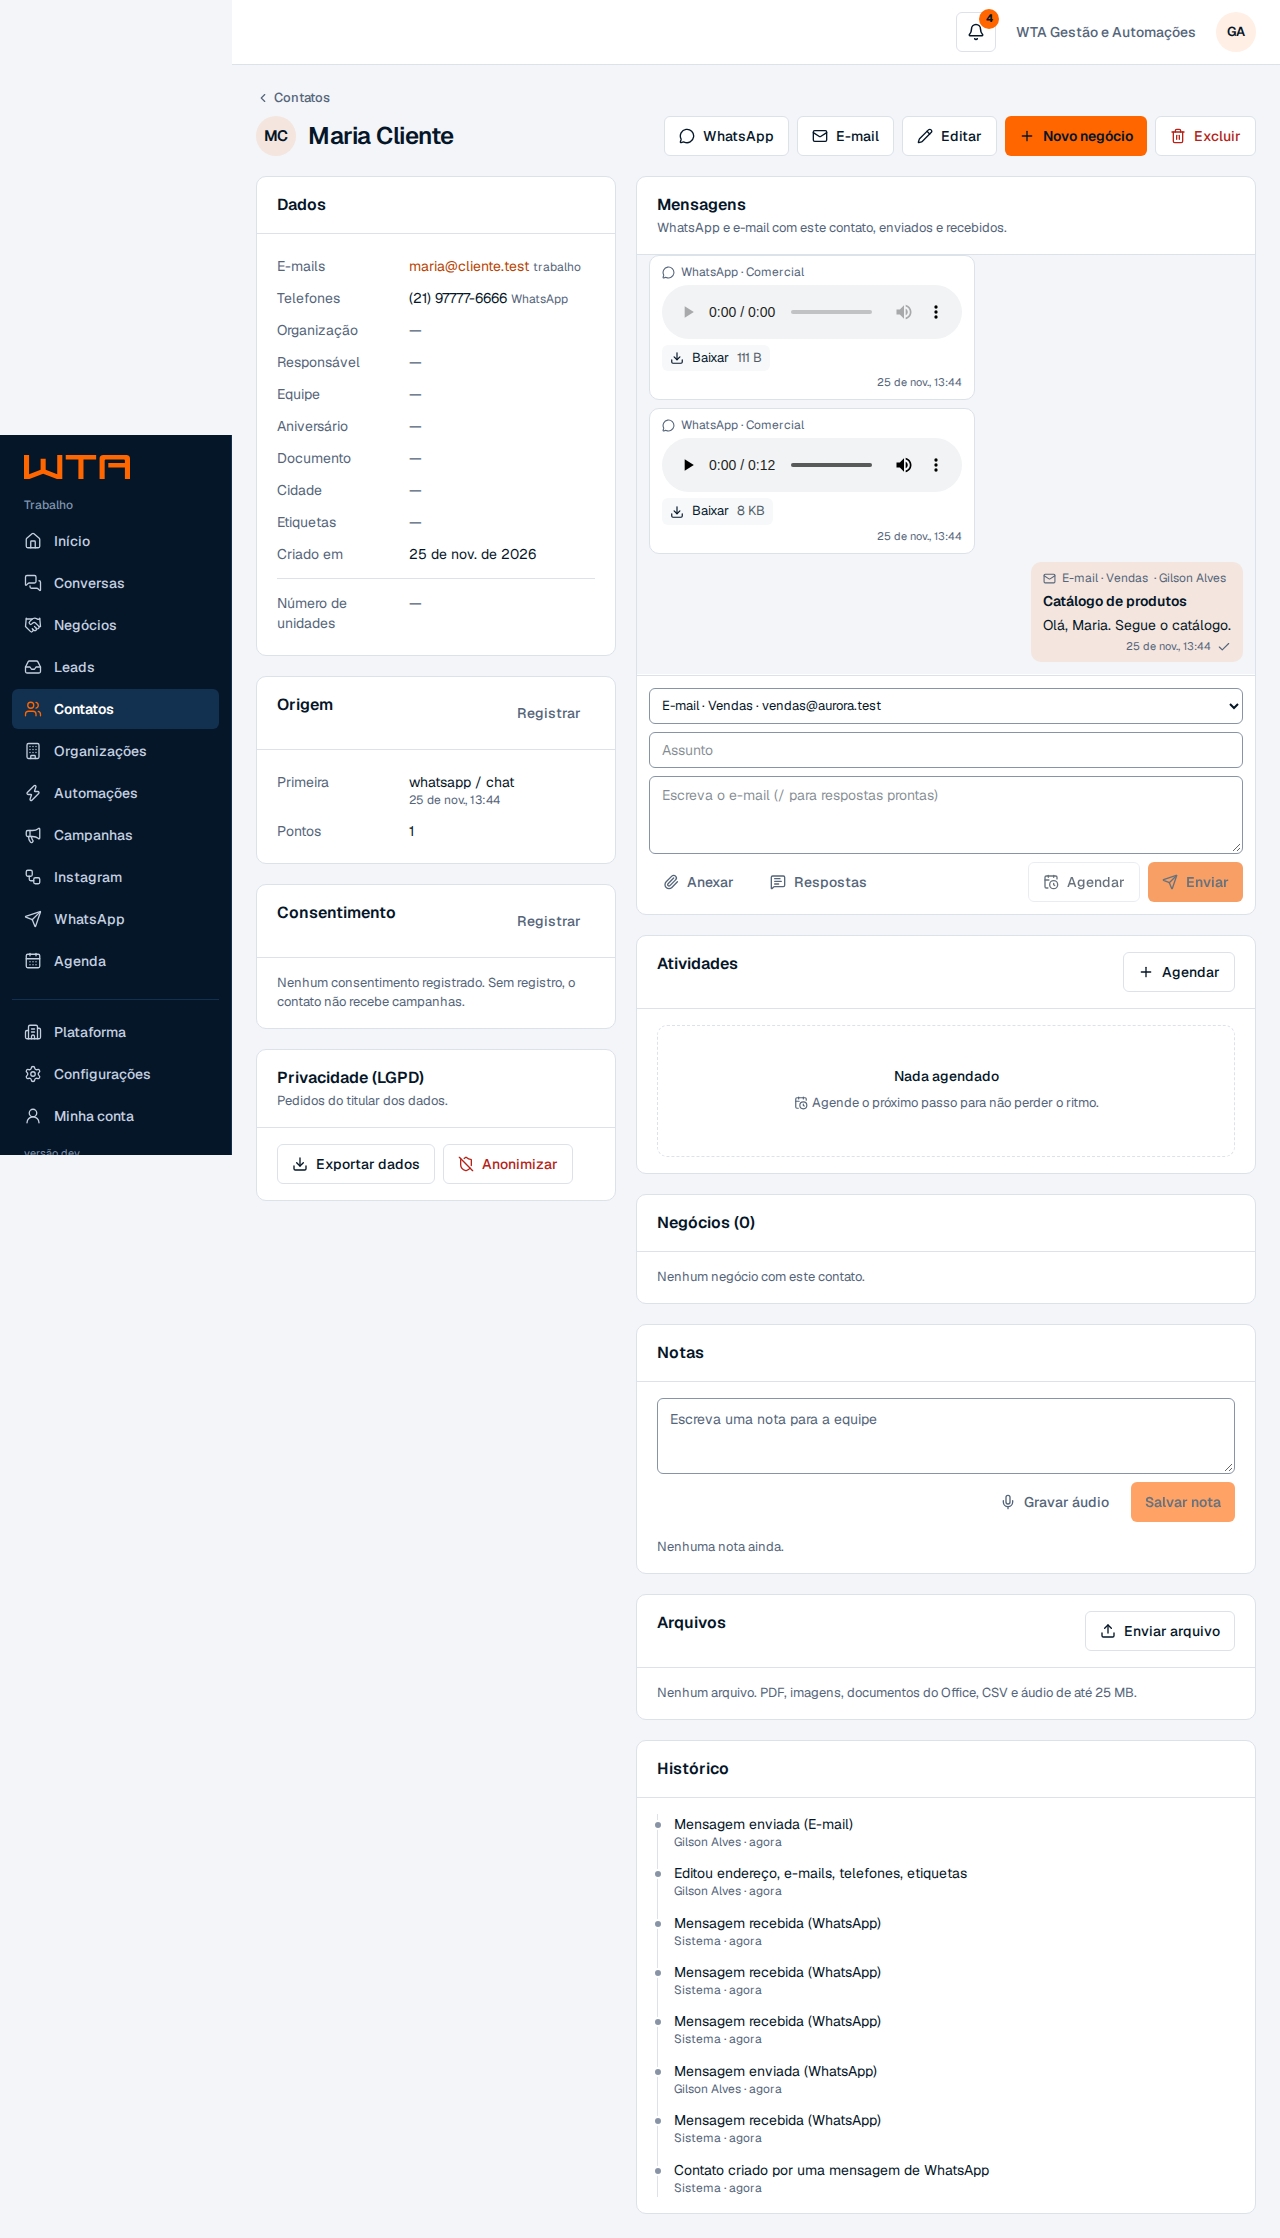 4
WTA Gestão e Automações
GA
Contatos
MC
Maria Cliente
WhatsApp
E-mail
Editar
Novo negócio
Excluir
WTA
Trabalho
Início
Conversas
Negócios
Leads
Contatos
Organizações
Automações
Campanhas
Instagram
WhatsApp
Agenda
Plataforma
Configurações
Minha conta
versão dev
Dados
E-mails
maria@cliente.test trabalho
Telefones
(21) 97777-6666 WhatsApp
Organização
—
Responsável
—
Equipe
—
Aniversário
—
Documento
—
Cidade
—
Etiquetas
—
Criado em
25 de nov. de 2026
Número de
unidades
—
Origem
Registrar
Primeira
whatsapp / chat
25 de nov., 13:44
Pontos
1
Consentimento
Registrar
Nenhum consentimento registrado. Sem registro, o
contato não recebe campanhas.
Privacidade (LGPD)
Pedidos do titular dos dados.
Exportar dados
Anonimizar
Mensagens
WhatsApp e e-mail com este contato, enviados e recebidos.
WhatsApp · Comercial
0:00 / 0:00
Baixar 111 B
25 de nov., 13:44
WhatsApp · Comercial
0:00 / 0:12
Baixar 8 KB
25 de nov., 13:44
E-mail · Vendas · Gilson Alves
Catálogo de produtos
Olá, Maria. Segue o catálogo.
25 de nov., 13:44
E-mail · Vendas · vendas@aurora.test
Assunto
Escreva o e-mail (/ para respostas prontas)
Anexar
Respostas
Agendar
Enviar
Atividades
Agendar
Nada agendado
Agende o próximo passo para não perder o ritmo.
Negócios (0)
Nenhum negócio com este contato.
Notas
Escreva uma nota para a equipe
Gravar áudio
Salvar nota
Nenhuma nota ainda.
Arquivos
Enviar arquivo
Nenhum arquivo. PDF, imagens, documentos do Office, CSV e áudio de até 25 MB.
Histórico
Mensagem enviada (E-mail)
Gilson Alves · agora
Editou endereço, e-mails, telefones, etiquetas
Gilson Alves · agora
Mensagem recebida (WhatsApp)
Sistema · agora
Mensagem recebida (WhatsApp)
Sistema · agora
Mensagem recebida (WhatsApp)
Sistema · agora
Mensagem enviada (WhatsApp)
Gilson Alves · agora
Mensagem recebida (WhatsApp)
Sistema · agora
Contato criado por uma mensagem de WhatsApp
Sistema · agora